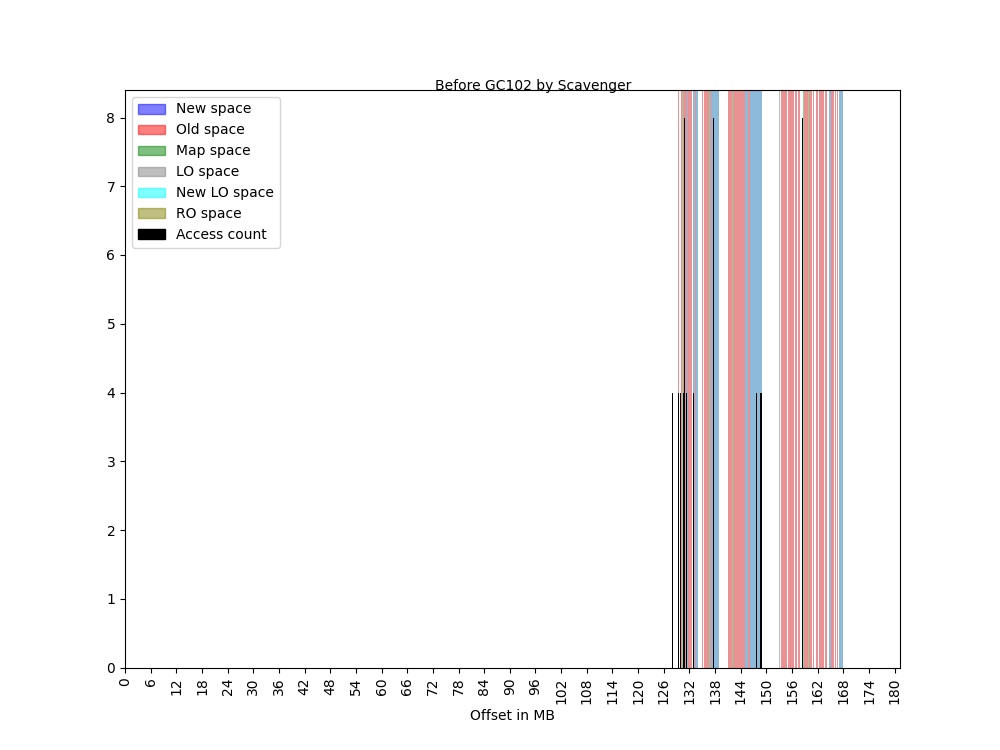 Before GC102 by Scavenger
New space
Old space
Map space
LO space
New LO space
RO space
Access count
8
7
6
5
4
3
2
1
0
0 6 12 18 24 30 36 42 48 54 60 66 72 78 84 90 96 102 108 114 120 126 132 138 144 150 156 162 168 174 180
Offset in MB